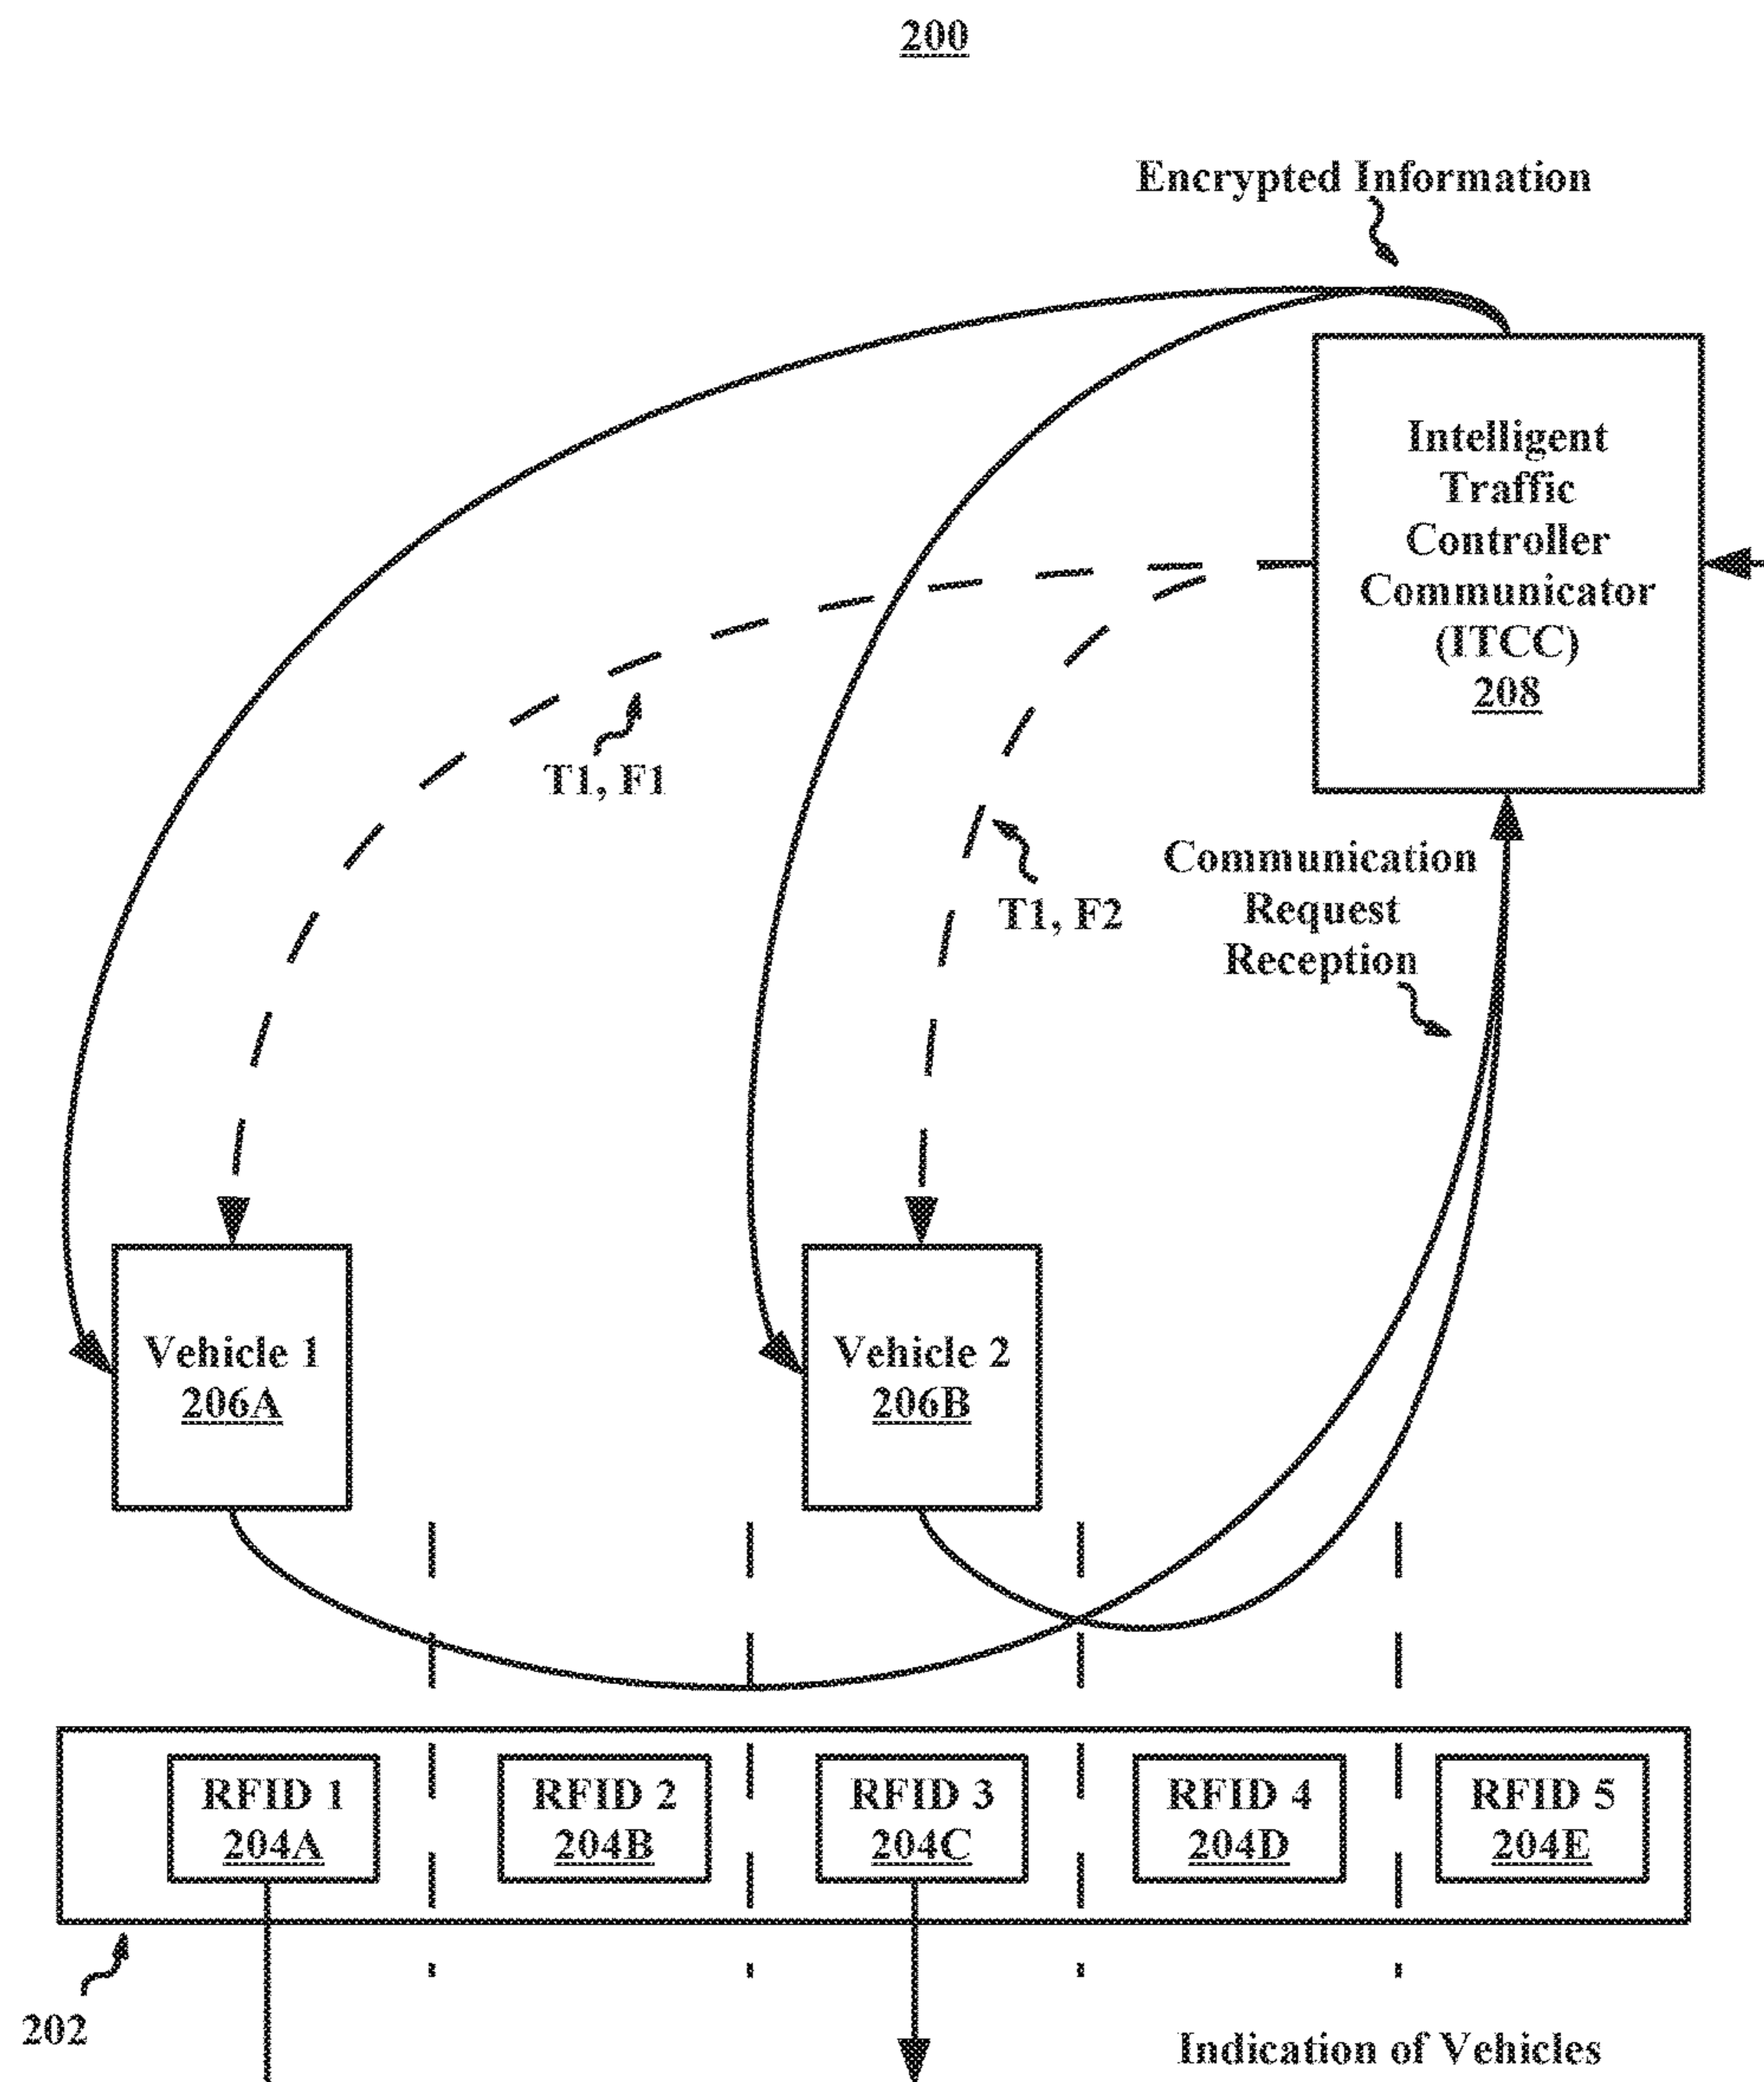 200
Encrypted Information
Intelligent
Traffic
Controller
Communicator
(ITCC)
208
T1, F1
T1, F2
Communication
Request
Reception
Vehicle 1
206A
Vehicle 2
206B
RFID 1
204A
RFID 2
204B
RFID 3
204C
RFID 4
204D
RFID 5
204E
202
Indication of Vehicles